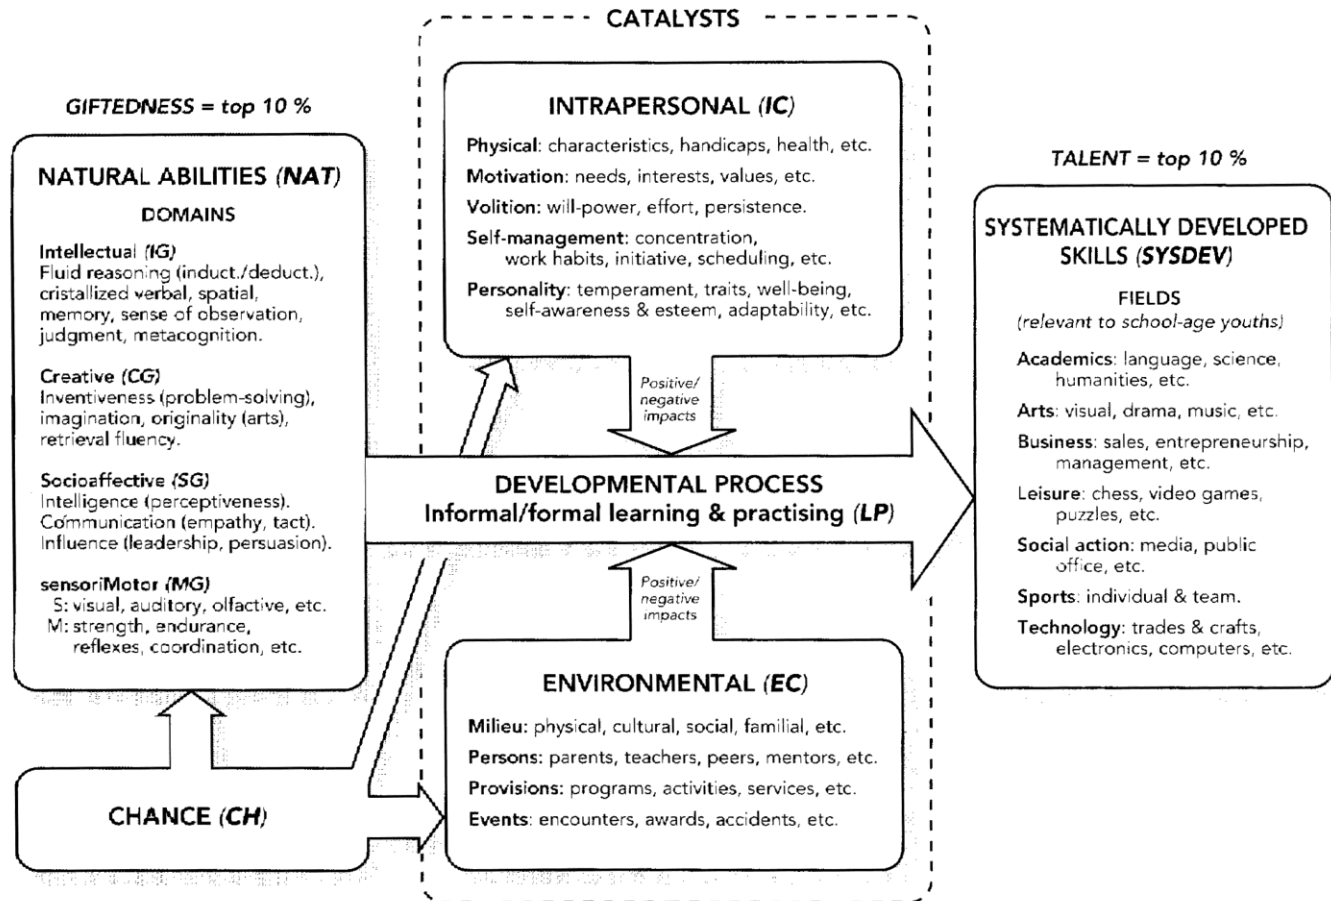 CATALYSTS
GIFTEDNESS = top 10 %
NATURAL ABILITIES (NAT)
DOMAINS
Intellectual (IG)
Fluid reasoning (induct./deduct.),
cristallized verbal, spatial,
memory, sense of observation,
judgment, metacognition.
Creative (CG)
Inventiveness (problem-solving),
imagination, originality (arts),
retrieval fluency.
Socioaffective (SG)
Intelligence (perceptiveness).
Communication (empathy, tact).
Influence (leadership, persuasion).
sensoriMotor (MG)
S: visual, auditory, olfactive, etc.
M: strength, endurance,
reflexes, coordination, etc.
CHANCE (CH)
INTRAPERSONAL (IC)
Physical: characteristics, handicaps, health, etc.
Motivation: needs, interests, values, etc.
Volition: will-power, effort, persistence.
Self-management: concentration,
work habits, initiative, scheduling, etc.
Personality: temperament, traits, well-being,
self-awareness & esteem, adaptability, etc.
Positive/
negative
impacts
DEVELOPMENTAL PROCESS
Informal/formal learning & practising (LP)
Positive/
negative
impacts
ENVIRONMENTAL (EC)
Milieu: physical, cultural, social, familial, etc.
Persons: parents, teachers, peers, mentors, etc.
Provisions: programs, activities, services, etc.
Events: encounters, awards, accidents, etc.
TALENT = top 10 %
SYSTEMATICALLY DEVELOPED
SKILLS (SYSDEV)
FIELDS
(relevant to school-age youths)
Academics: language, science,
humanities, etc.
Arts: visual, drama, music, etc.
Business: sales, entrepreneurship,
management, etc.
Leisure: chess, video games,
puzzles, etc.
Social action: media, public
office, etc.
Sports: individual & team.
Technology: trades & crafts,
electronics, computers, etc.